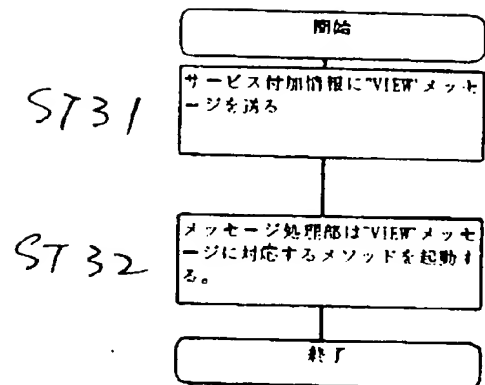 開始
ST31
サービス付加情報に"VIEW"メッセ
ージを送る
ST32
メッセージ処理部は"VIEW"メッセ
ージに対応するメソッドを起動す
る。
終了